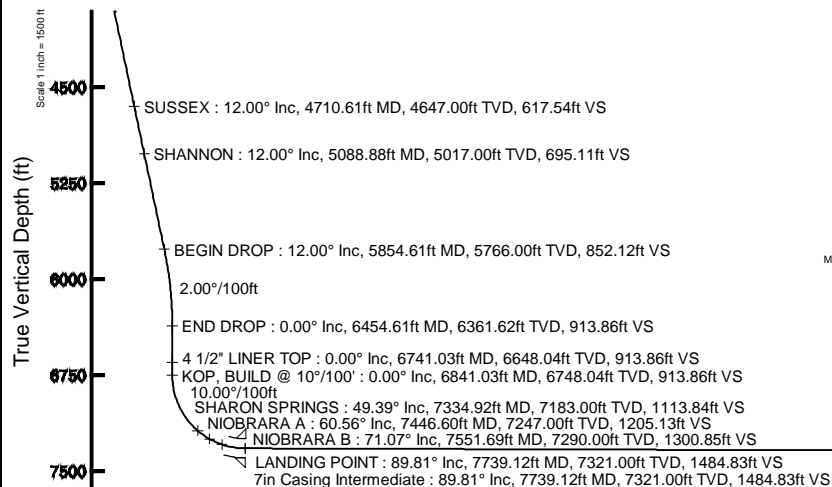 Scale 1 inch = 1500 ft
True Vertical Depth (ft)
4500
SUSSEX : 12.00° Inc, 4710.61ft MD, 4647.00ft TVD, 617.54ft VS
SHANNON : 12.00° Inc, 5088.88ft MD, 5017.00ft TVD, 695.11ft VS
5250
BEGIN DROP : 12.00° Inc, 5854.61ft MD, 5766.00ft TVD, 852.12ft VS
M
6000
2.00°/100ft
END DROP : 0.00° Inc, 6454.61ft MD, 6361.62ft TVD, 913.86ft VS
4 1/2" LINER TOP : 0.00° Inc, 6741.03ft MD, 6648.04ft TVD, 913.86ft VS
6750
KOP, BUILD @ 10°/100' : 0.00° Inc, 6841.03ft MD, 6748.04ft TVD, 913.86ft VS
10.00°/100ft
SHARON SPRINGS : 49.39° Inc, 7334.92ft MD, 7183.00ft TVD, 1113.84ft VS
NIOBRARA A : 60.56° Inc, 7446.60ft MD, 7247.00ft TVD, 1205.13ft VS
NIOBRARA B : 71.07° Inc, 7551.69ft MD, 7290.00ft TVD, 1300.85ft VS
LANDING POINT : 89.81° Inc, 7739.12ft MD, 7321.00ft TVD, 1484.83ft VS
7500
7in Casing Intermediate : 89.81° Inc, 7739.12ft MD, 7321.00ft TVD, 1484.83ft VS